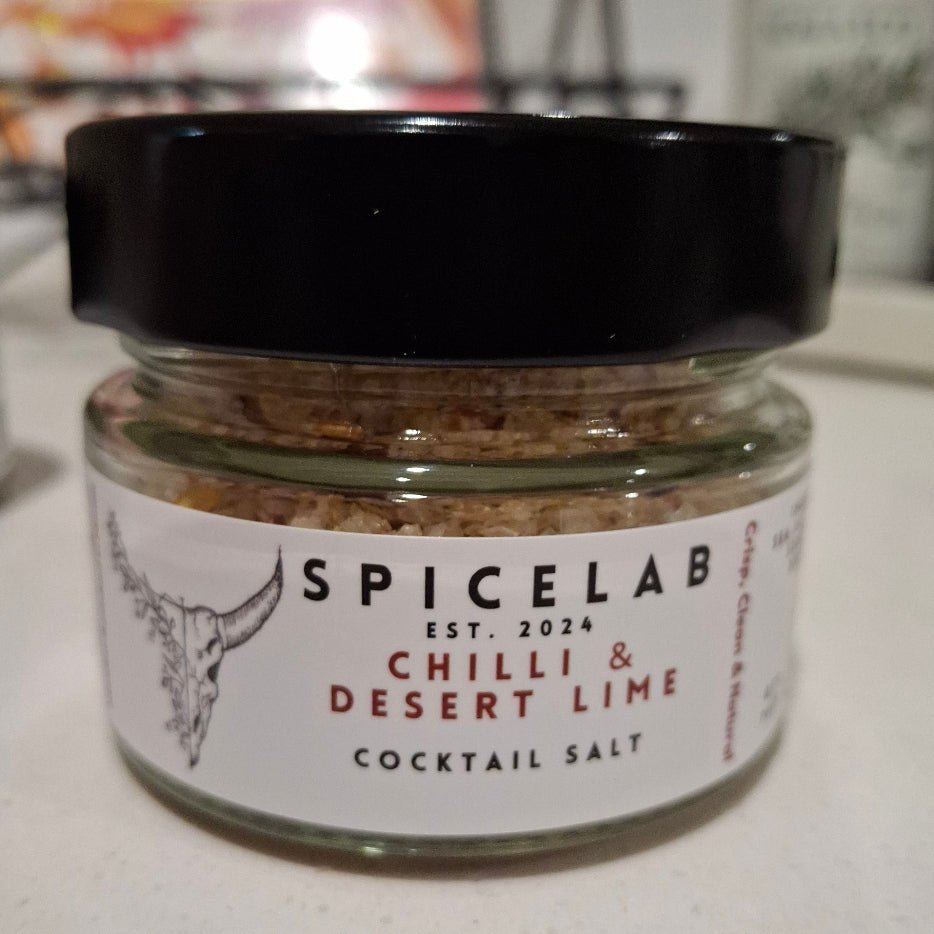 SPICELAB
EST. 2024
CHILLI &
DESERT LIME
COCKTAIL SALT
Crisp, Clean & Natural